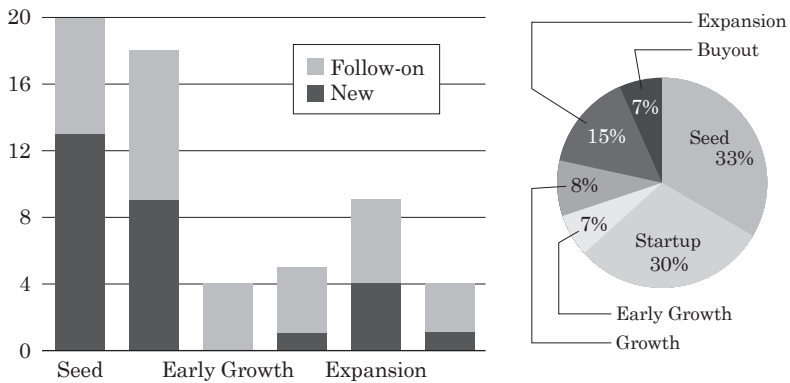 20
16
12
8
4
0
Follow-on
New
Seed
Early Growth
Expansion
Expansion
Buyout
7%
15%
Seed
33%
8%
7%
Startup
30%
Early Growth
Growth